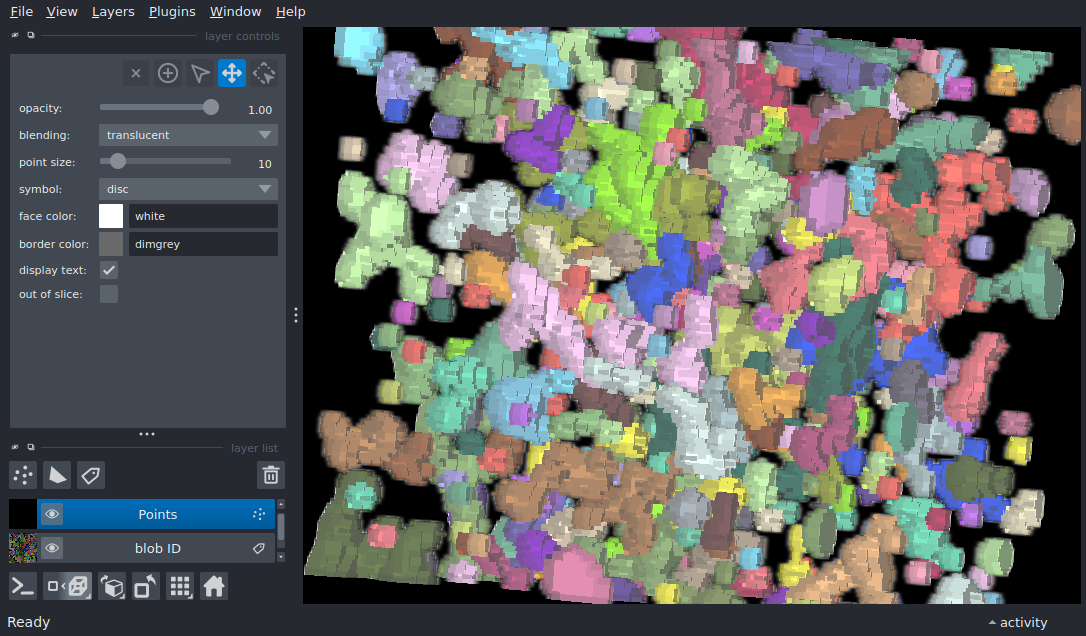 File View Layers Plugins Window Help
layer controls
opacity: 1.00
blending: translucent
point size: 10
symbol: disc
face color: white
border color: dimgrey
display text:
out of slice:
layer list
Points
blob ID
Ready activity